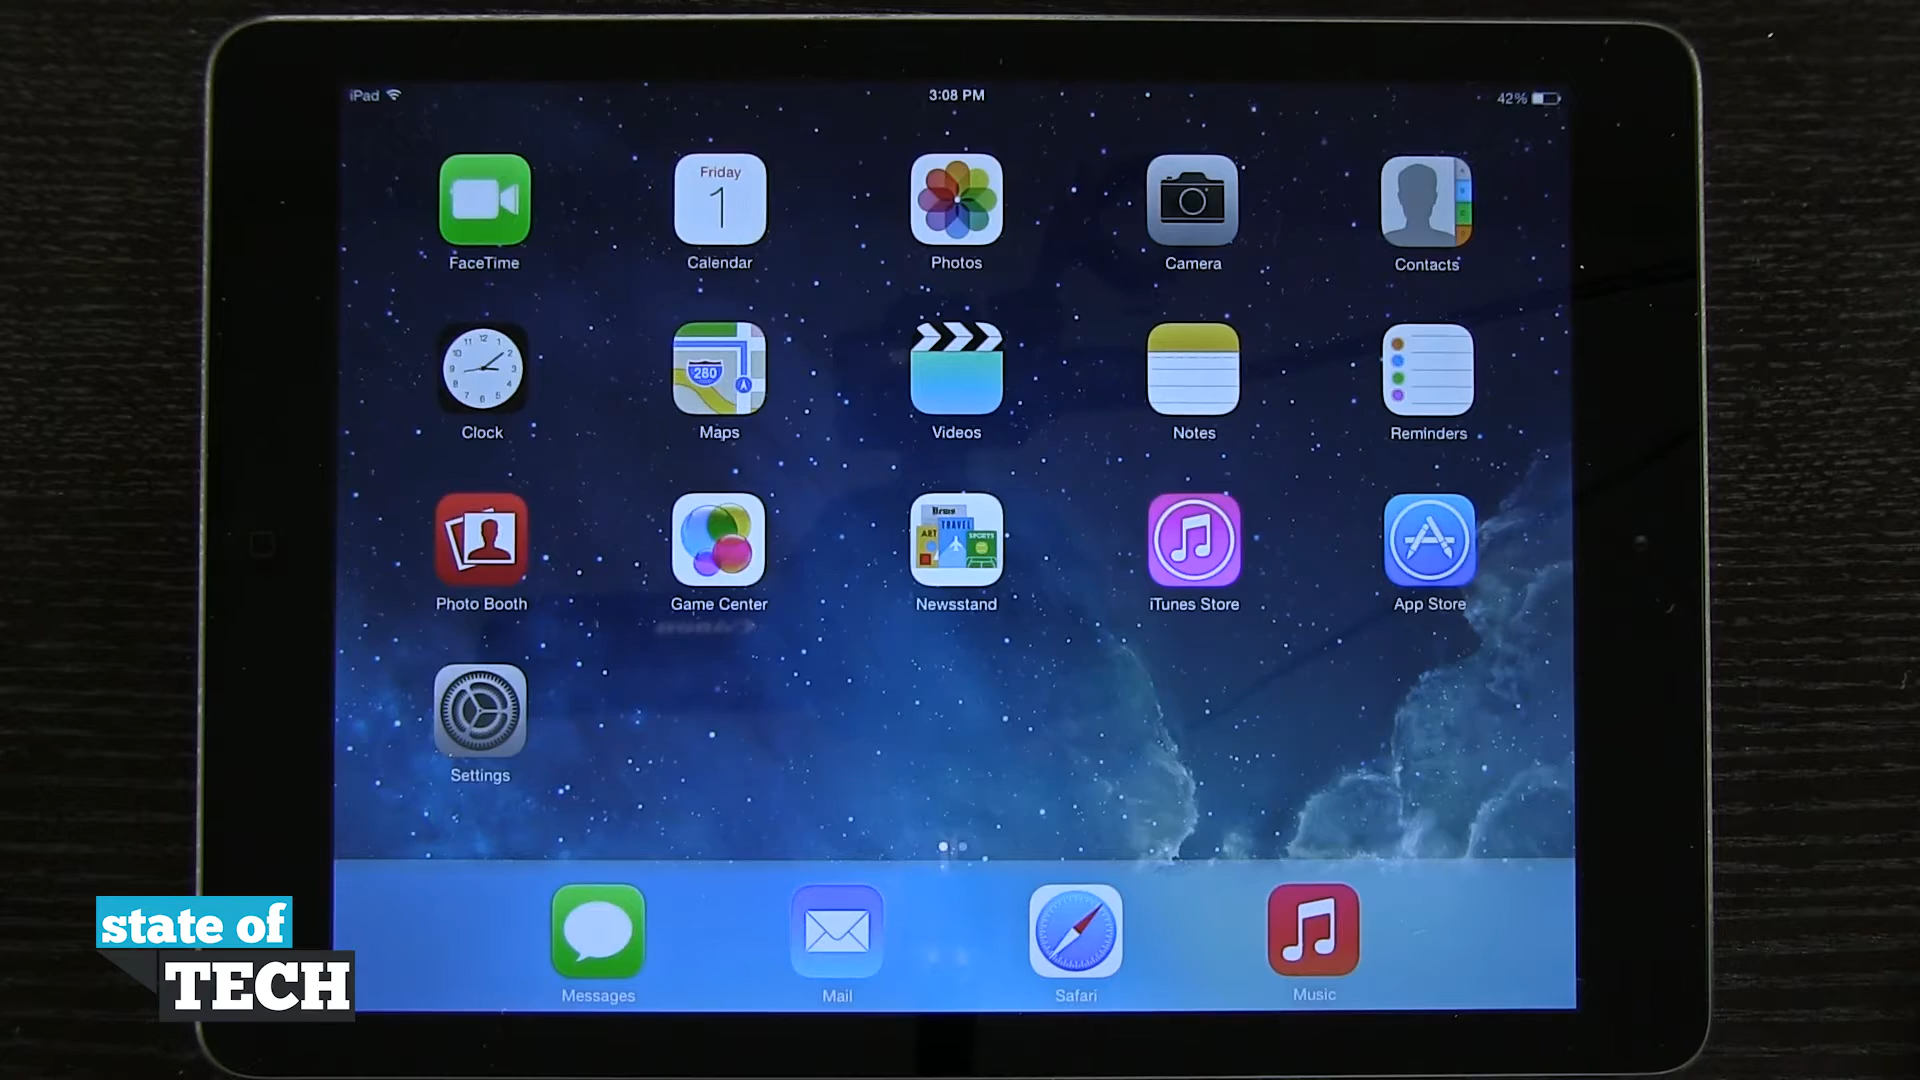 iPad 3:08 PM 42%
Friday
1
FaceTime Calendar Photos Camera Contacts
280
Clock Maps Videos Notes Reminders
News
TRAVEL
ART SPORTS
Photo Booth Game Center Newsstand iTunes Store App Store
Settings
state of
TECH
Messages Mail Safari Music